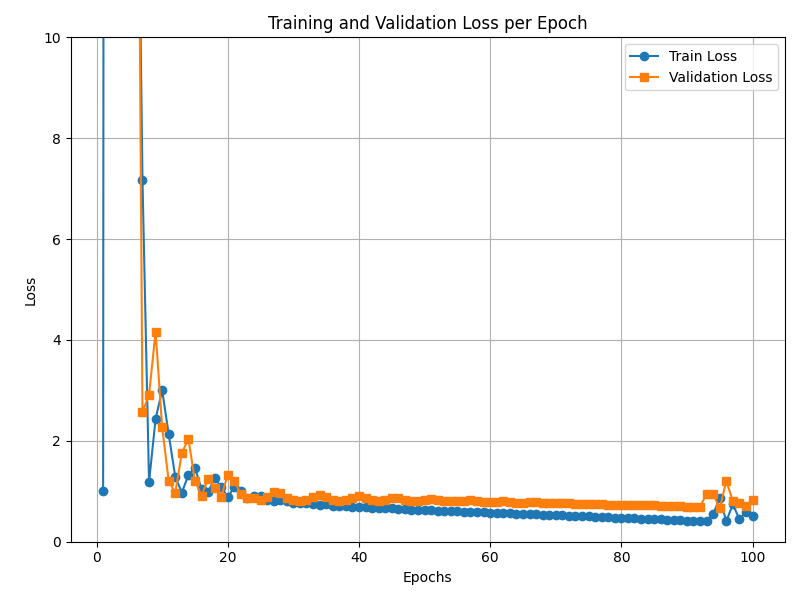 Training and Validation Loss per Epoch
Train Loss
Validation Loss
10
8
6
4
2
0
Loss
0 20 40 60 80 100
Epochs